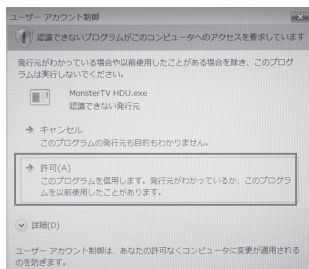 ユーザー アカウント制御
認識できないプログラムがこのコンピュータへのアクセスを要求しています
発行元がわかっている場合や以前使用したことがある場合を除き、このプログ
ラムは実行しないでください。
MonsterTV HDU.exe
認識できない発行元
キャンセル
このプログラムの発行元も目的もわかりません。
許可(A)
このプログラムを信用します。発行元がわかっているか、このプログラ
ムを以前使用したことがあります。
詳細(D)
ユーザー アカウント制御は、あなたの許可なくコンピュータに変更が適用される
のを防ぎます。